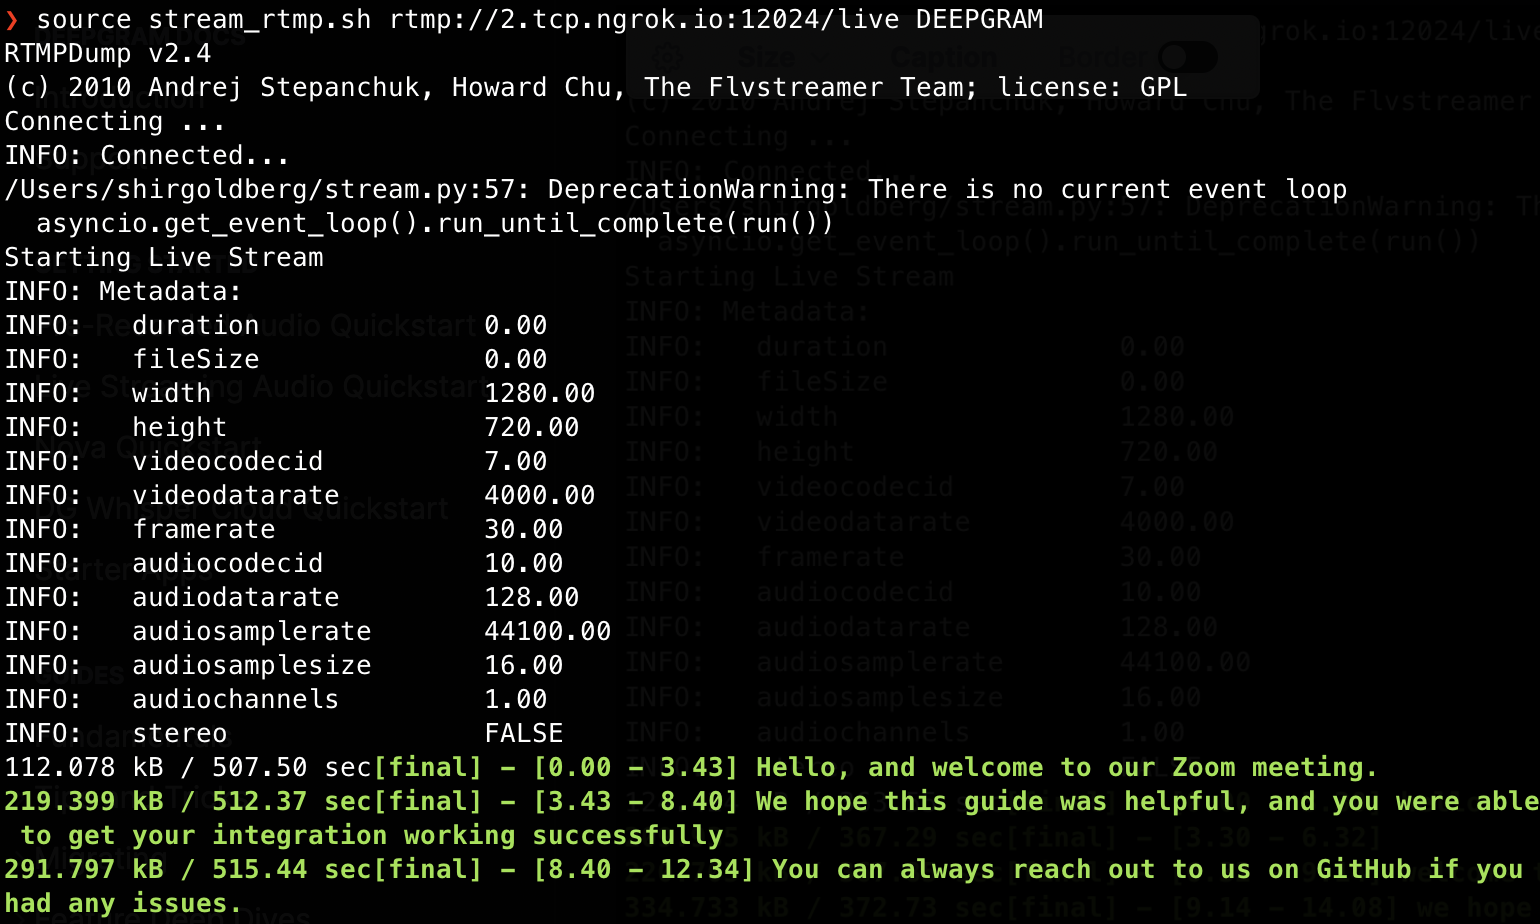 ❯ source stream_rtmp.sh rtmp://2.tcp.ngrok.io:12024/live DEEPGRAM
RTMPDump v2.4
(c) 2010 Andrej Stepanchuk, Howard Chu, The Flvstreamer Team; license: GPL
Connecting ...
INFO: Connected...
/Users/shirgoldberg/stream.py:57: DeprecationWarning: There is no current event loop
  asyncio.get_event_loop().run_until_complete(run())
Starting Live Stream
INFO: Metadata:
INFO:   duration              0.00
INFO:   fileSize              0.00
INFO:   width                 1280.00
INFO:   height                720.00
INFO:   videocodecid          7.00
INFO:   videodatarate         4000.00
INFO:   framerate             30.00
INFO:   audiocodecid          10.00
INFO:   audiodatarate         128.00
INFO:   audiosamplerate       44100.00
INFO:   audiosamplesize       16.00
INFO:   audiochannels         1.00
INFO:   stereo                FALSE
112.078 kB / 507.50 sec[final] - [0.00 - 3.43] Hello, and welcome to our Zoom meeting.
219.399 kB / 512.37 sec[final] - [3.43 - 8.40] We hope this guide was helpful, and you were able
 to get your integration working successfully
291.797 kB / 515.44 sec[final] - [8.40 - 12.34] You can always reach out to us on GitHub if you
had any issues.